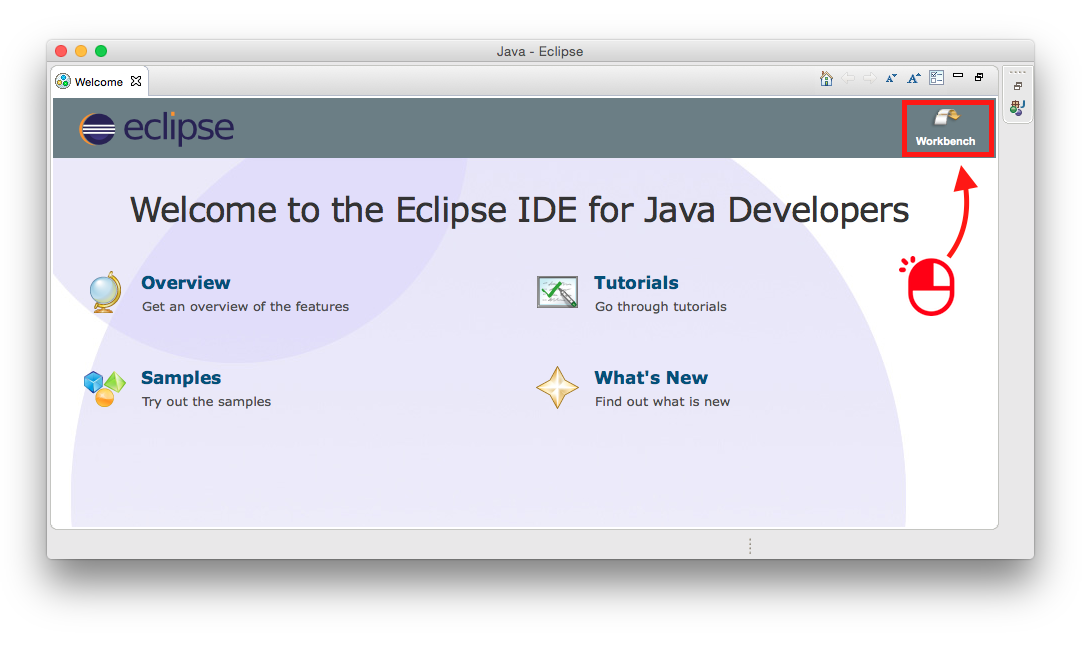 Java - Eclipse
Welcome
eclipse
Workbench
Welcome to the Eclipse IDE for Java Developers
Overview
Get an overview of the features
Tutorials
Go through tutorials
Samples
Try out the samples
What's New
Find out what is new